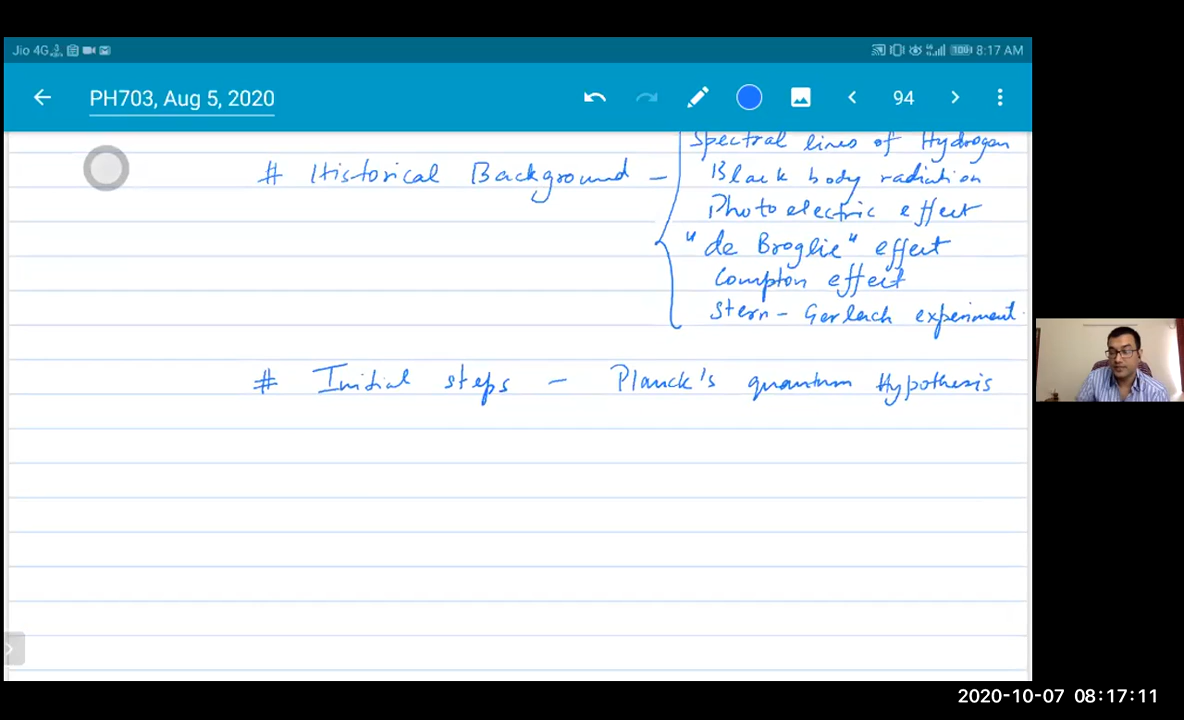 Jio 4G
100
8:17 AM
PH703, Aug 5, 2020
94
Spectral lines of Hydrogen
# Historical Background –
Black body radiation
Photoelectric effect
"de Broglie" effect
Compton effect
Stern - Gerlach experiment.
# Initial steps – Planck's quantum Hypothesis
2020-10-07 08:17:11